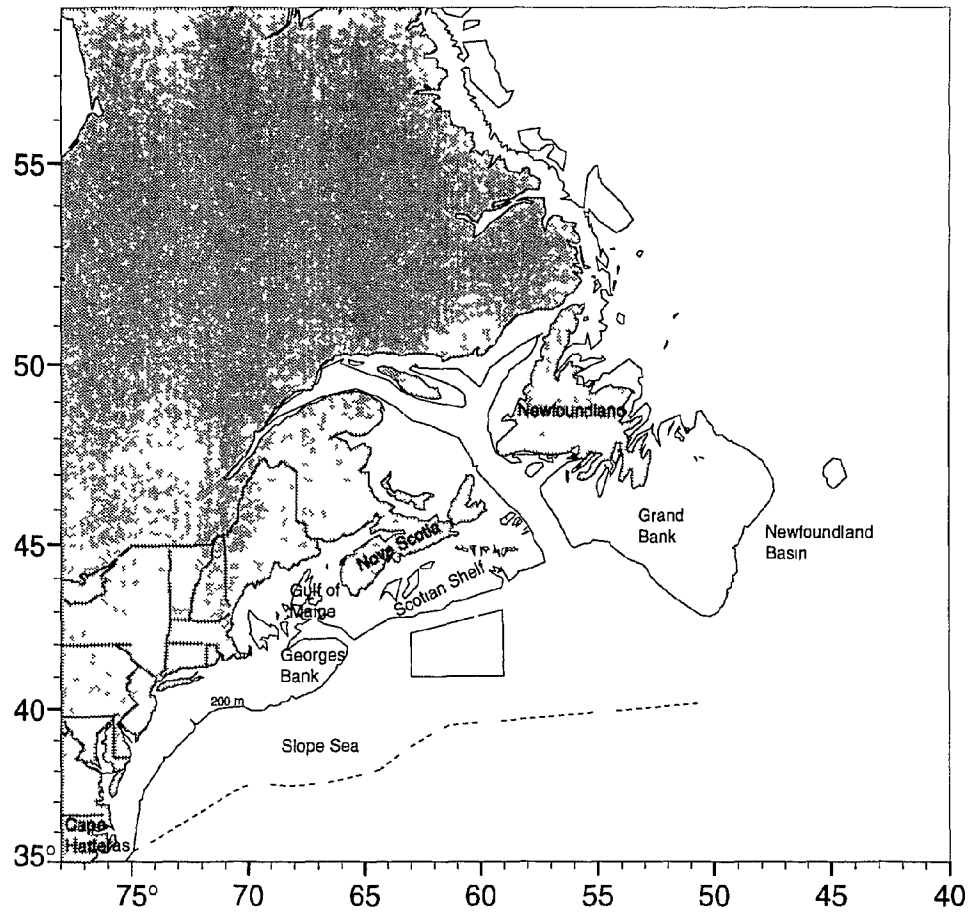 55
50
Newfoundland
Grand
Bank
Newfoundland
Basin
45
Nova Scotia
Gulf of
Maine
Scotian Shelf
Georges
Bank
200 m
40
Slope Sea
Cape
Hatteras
35°
75°
70
65
60
55
50
45
40